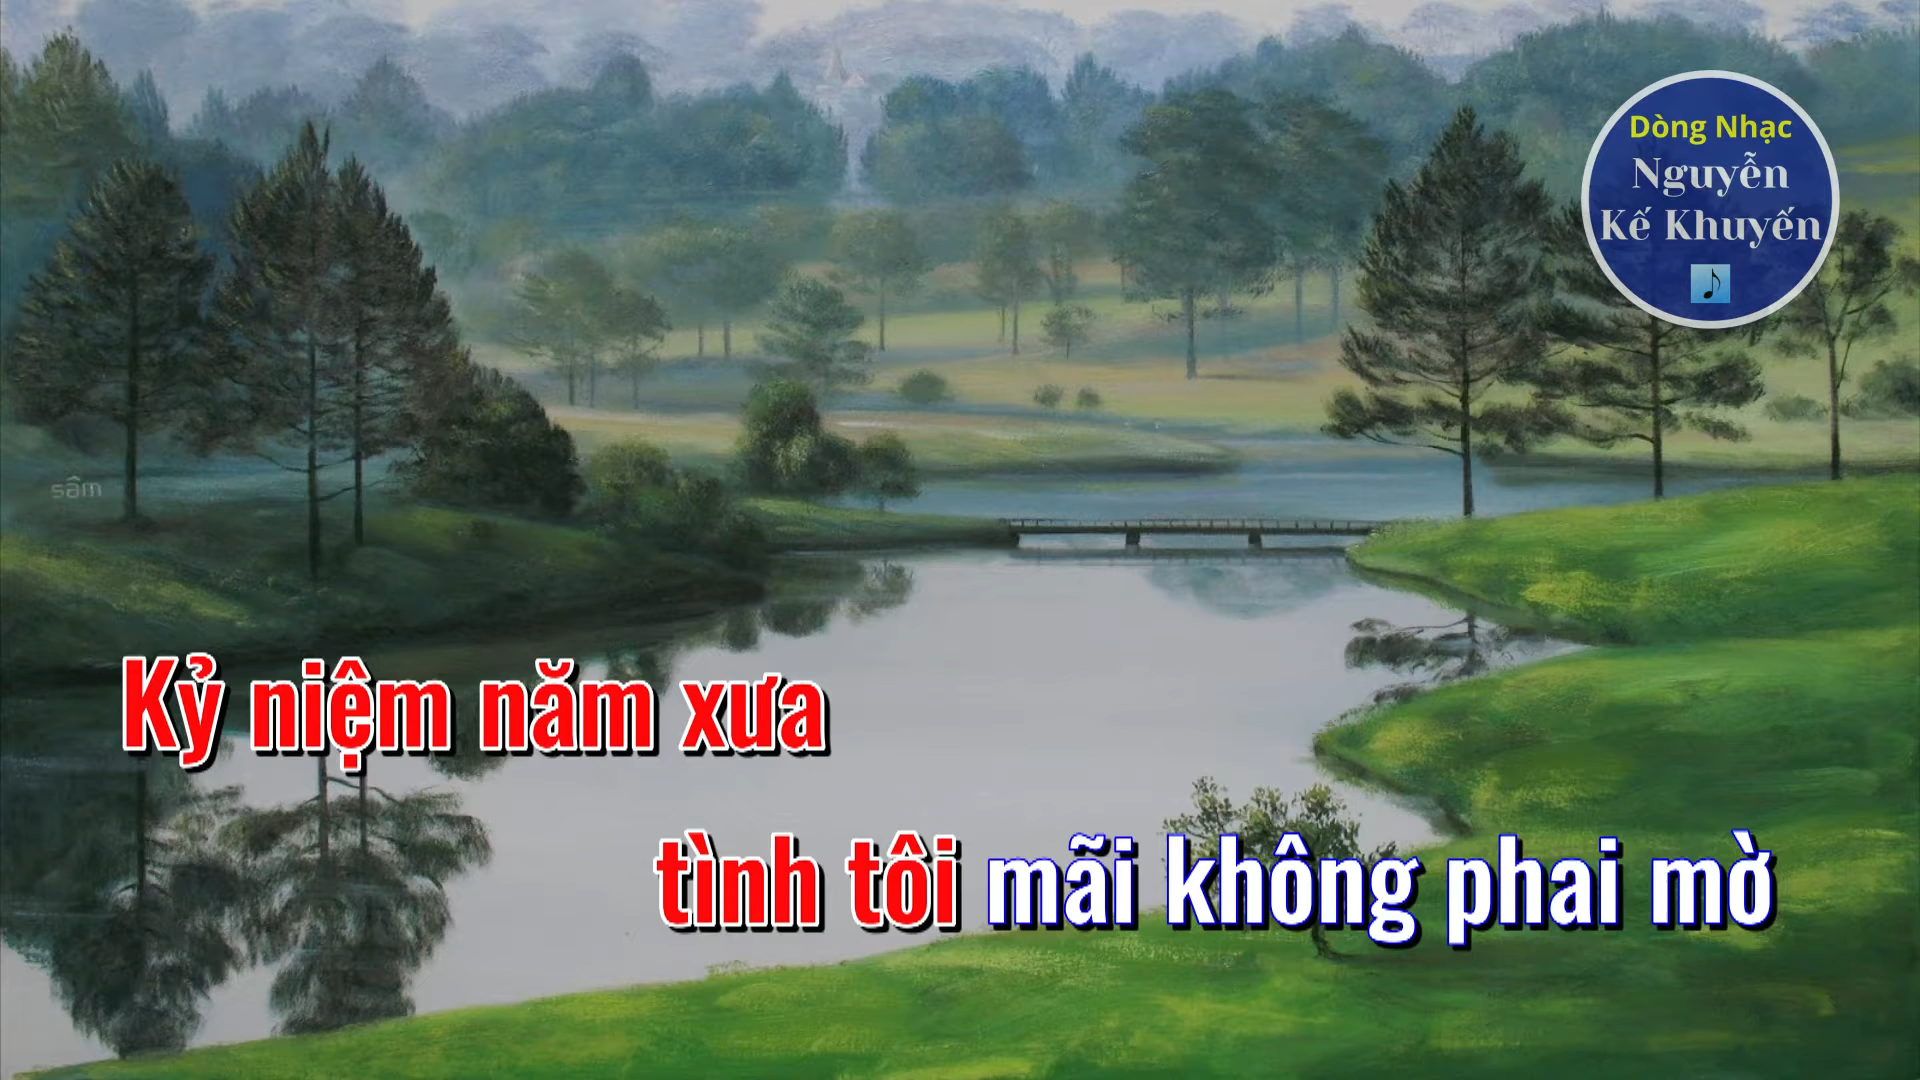 Dòng Nhạc
Nguyễn
Kế Khuyến
sâm
Kỷ niệm năm xưa
tình tôi mãi không phai mờ